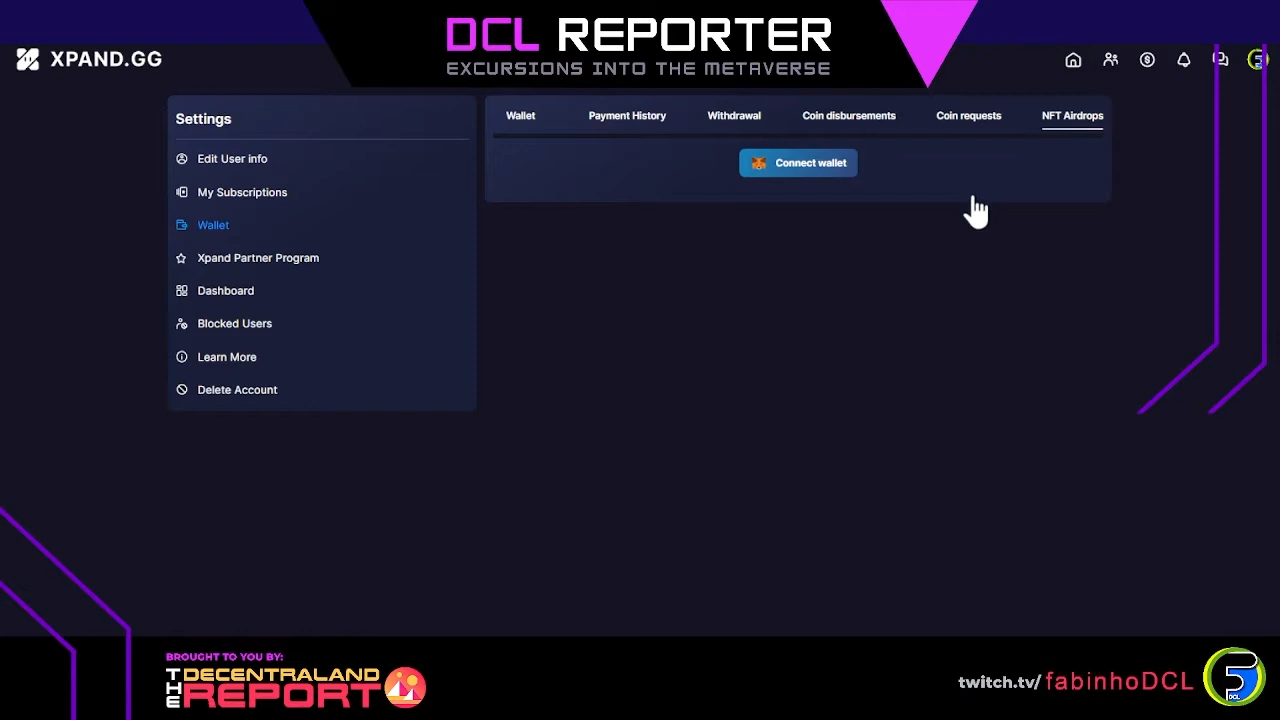 DCL REPORTER
EXCURSIONS INTO THE METAVERSE
XPAND.GG
Settings
Edit User info
My Subscriptions
Wallet
Xpand Partner Program
Dashboard
Blocked Users
Learn More
Delete Account
Wallet Payment History Withdrawal Coin disbursements Coin requests NFT Airdrops
Connect wallet
BROUGHT TO YOU BY:
THE DECENTRALAND
REPORT
twitch.tv/fabinhoDCL
DCL